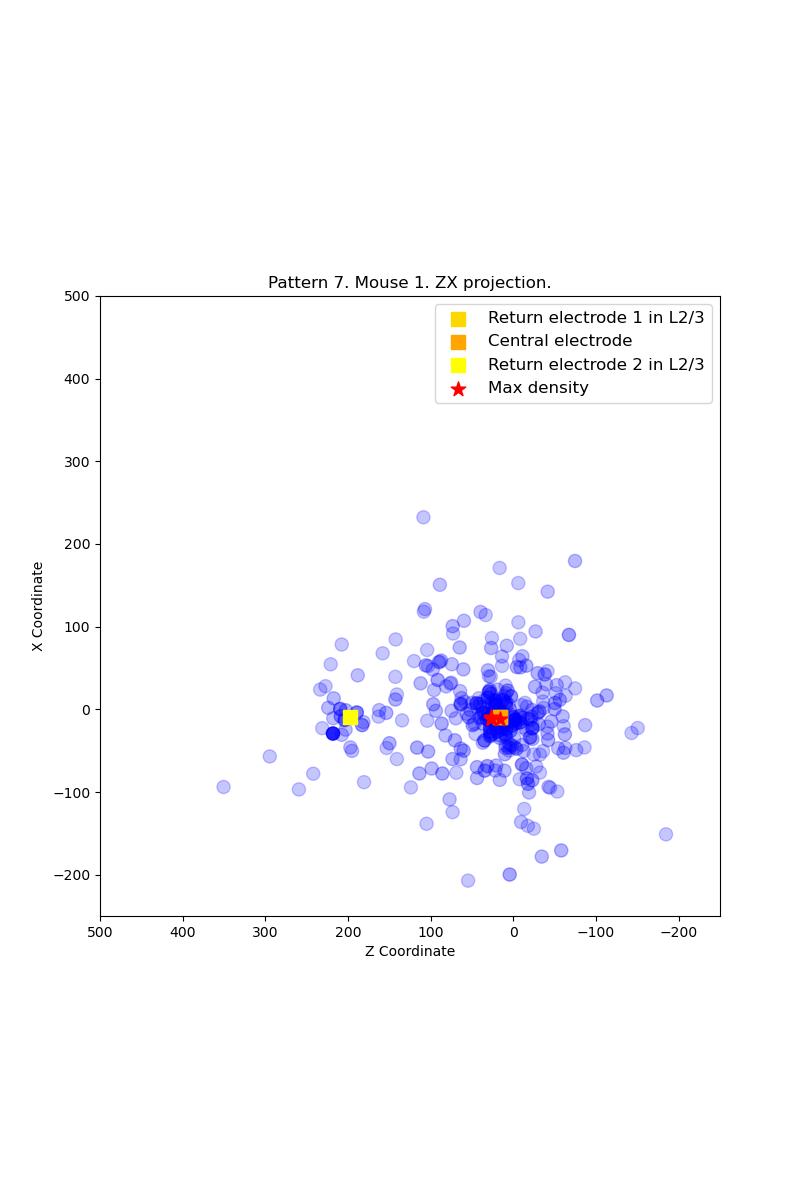 Pattern 7. Mouse 1. ZX projection.
500
Return electrode 1 in L2/3
Central electrode
Return electrode 2 in L2/3
Max density
400
300
200
100
0
−100
−200
X Coordinate
500 400 300 200 100 0 −100 −200
Z Coordinate